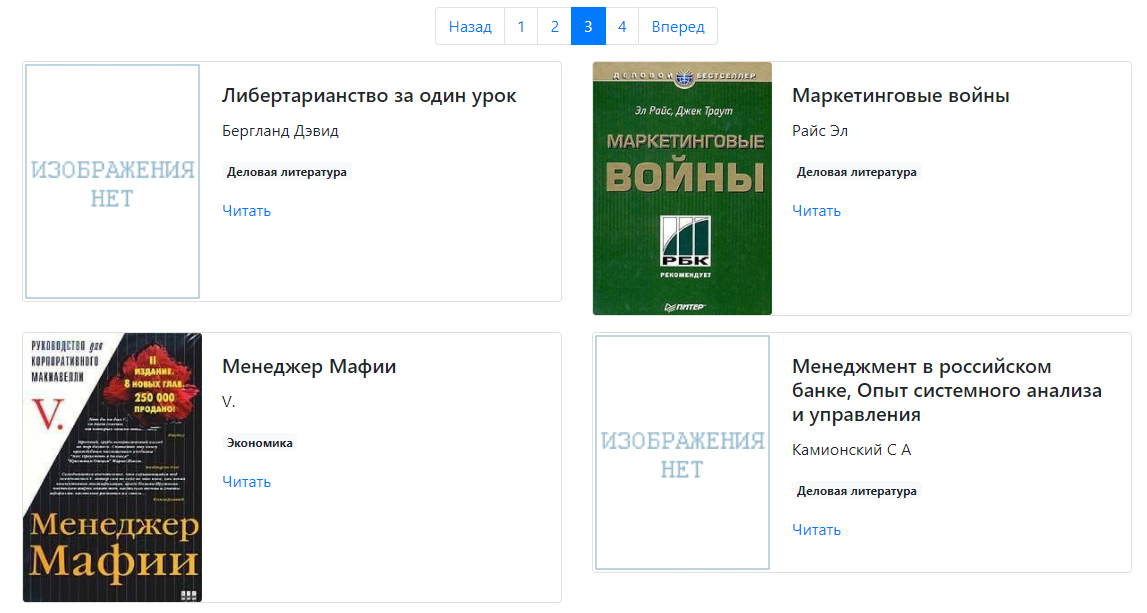 Назад 1 2 3 4 Вперед
ИЗОБРАЖЕНИЯ
НЕТ
Либертарианство за один урок
Бергланд Дэвид
Деловая литература
Читать
ДЕЛОВОЙ БЕСТСЕЛЛЕР
Эл Райс, Джек Траут
МАРКЕТИНГОВЫЕ
ВОЙНЫ
РБК
РЕКОМЕНДУЕТ
ПИТЕР
Маркетинговые войны
Райс Эл
Деловая литература
Читать
РУКОВОДСТВО для
КОРПОРАТИВНОГО
МАКИАВЕЛЛИ
V.
II
ИЗДАНИЕ.
8 НОВЫХ ГЛАВ.
250 000
ПРОДАНО!
Менеджер
Мафии
Менеджер Мафии
V.
Экономика
Читать
ИЗОБРАЖЕНИЯ
НЕТ
Менеджмент в российском
банке, Опыт системного анализа
и управления
Камионский С А
Деловая литература
Читать